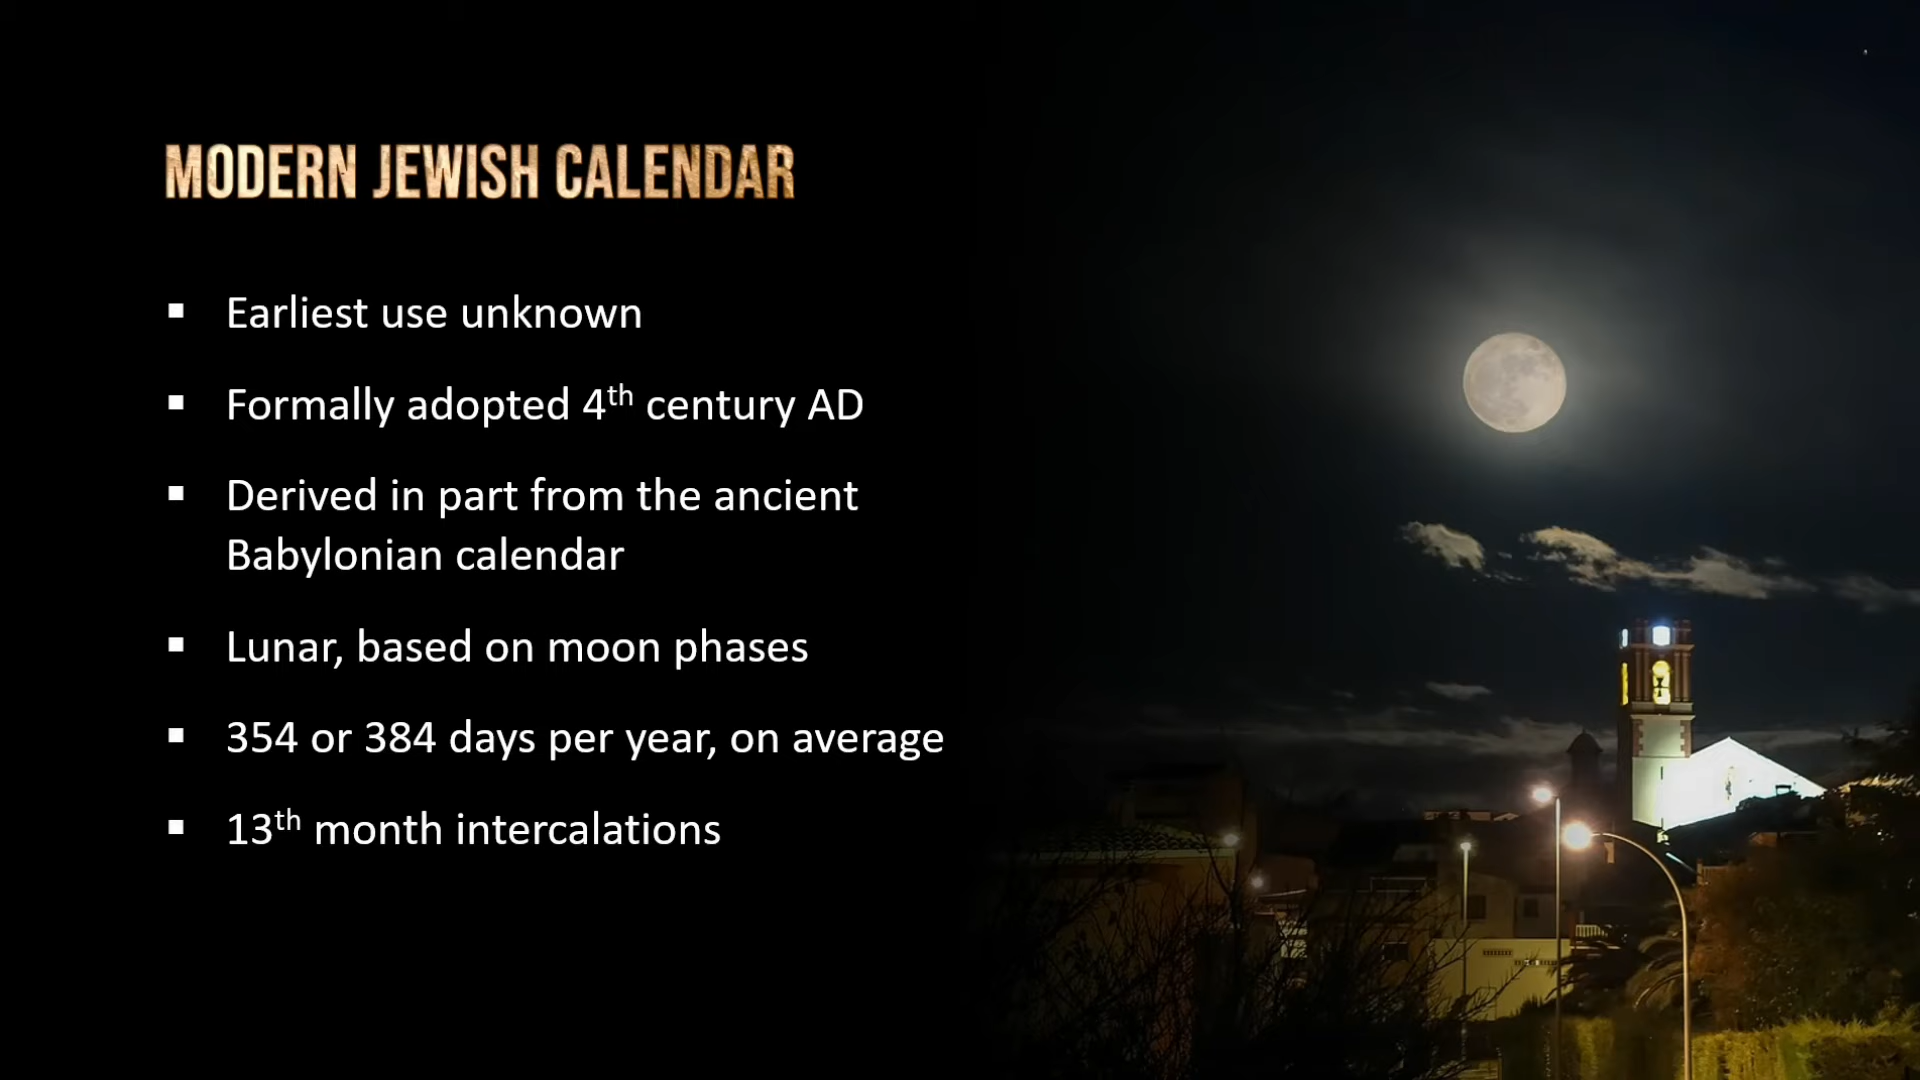 MODERN JEWISH CALENDAR
▪ Earliest use unknown
▪ Formally adopted 4th century AD
▪ Derived in part from the ancient
Babylonian calendar
▪ Lunar, based on moon phases
▪ 354 or 384 days per year, on average
▪ 13th month intercalations